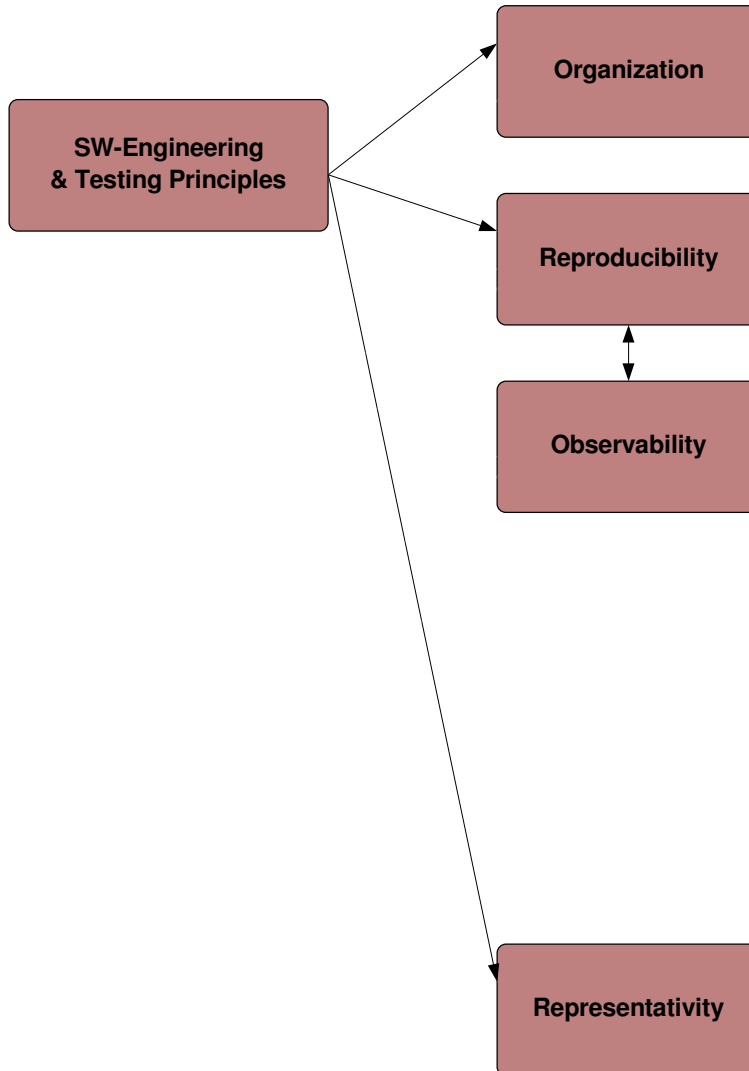 SW-Engineering
& Testing Principles
Organization
Reproducibility
Observability
Representativity